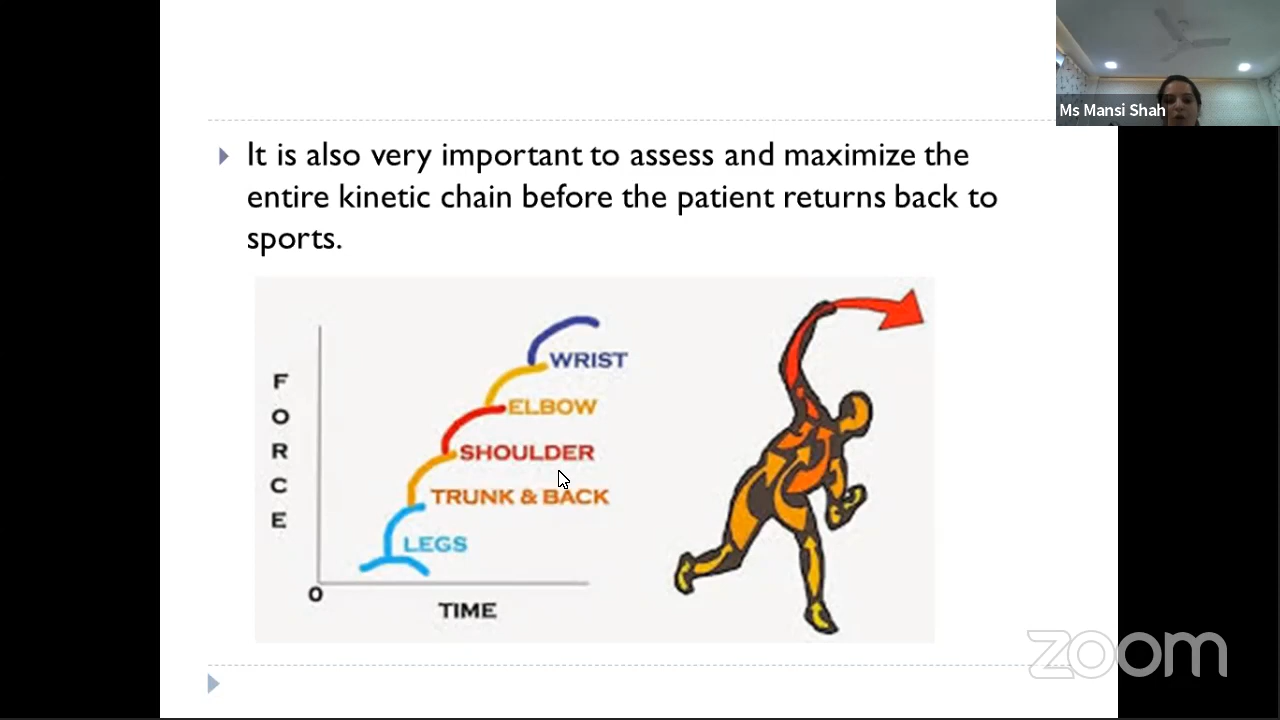 Ms Mansi Shah
It is also very important to assess and maximize the
entire kinetic chain before the patient returns back to
sports.
FORCE
WRIST
ELBOW
SHOULDER
TRUNK & BACK
LEGS
O
TIME
zoom